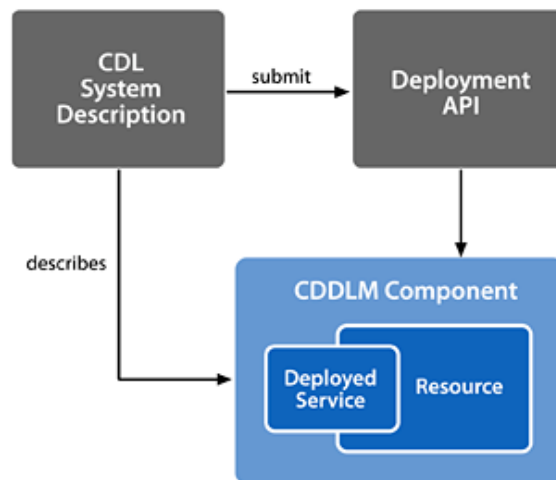 CDL
System
Description
submit
Deployment
API
describes
CDDLM Component
Deployed
Service
Resource